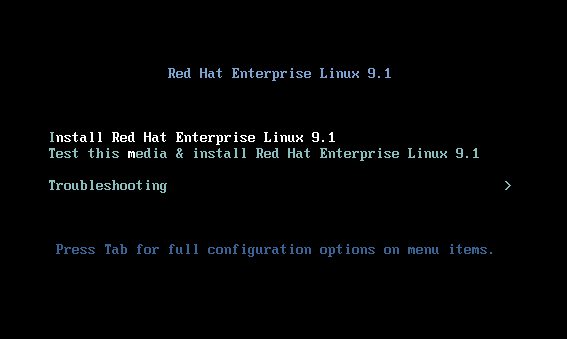 Red Hat Enterprise Linux 9.1
Install Red Hat Enterprise Linux 9.1
Test this media & install Red Hat Enterprise Linux 9.1
Troubleshooting >
Press Tab for full configuration options on menu items.